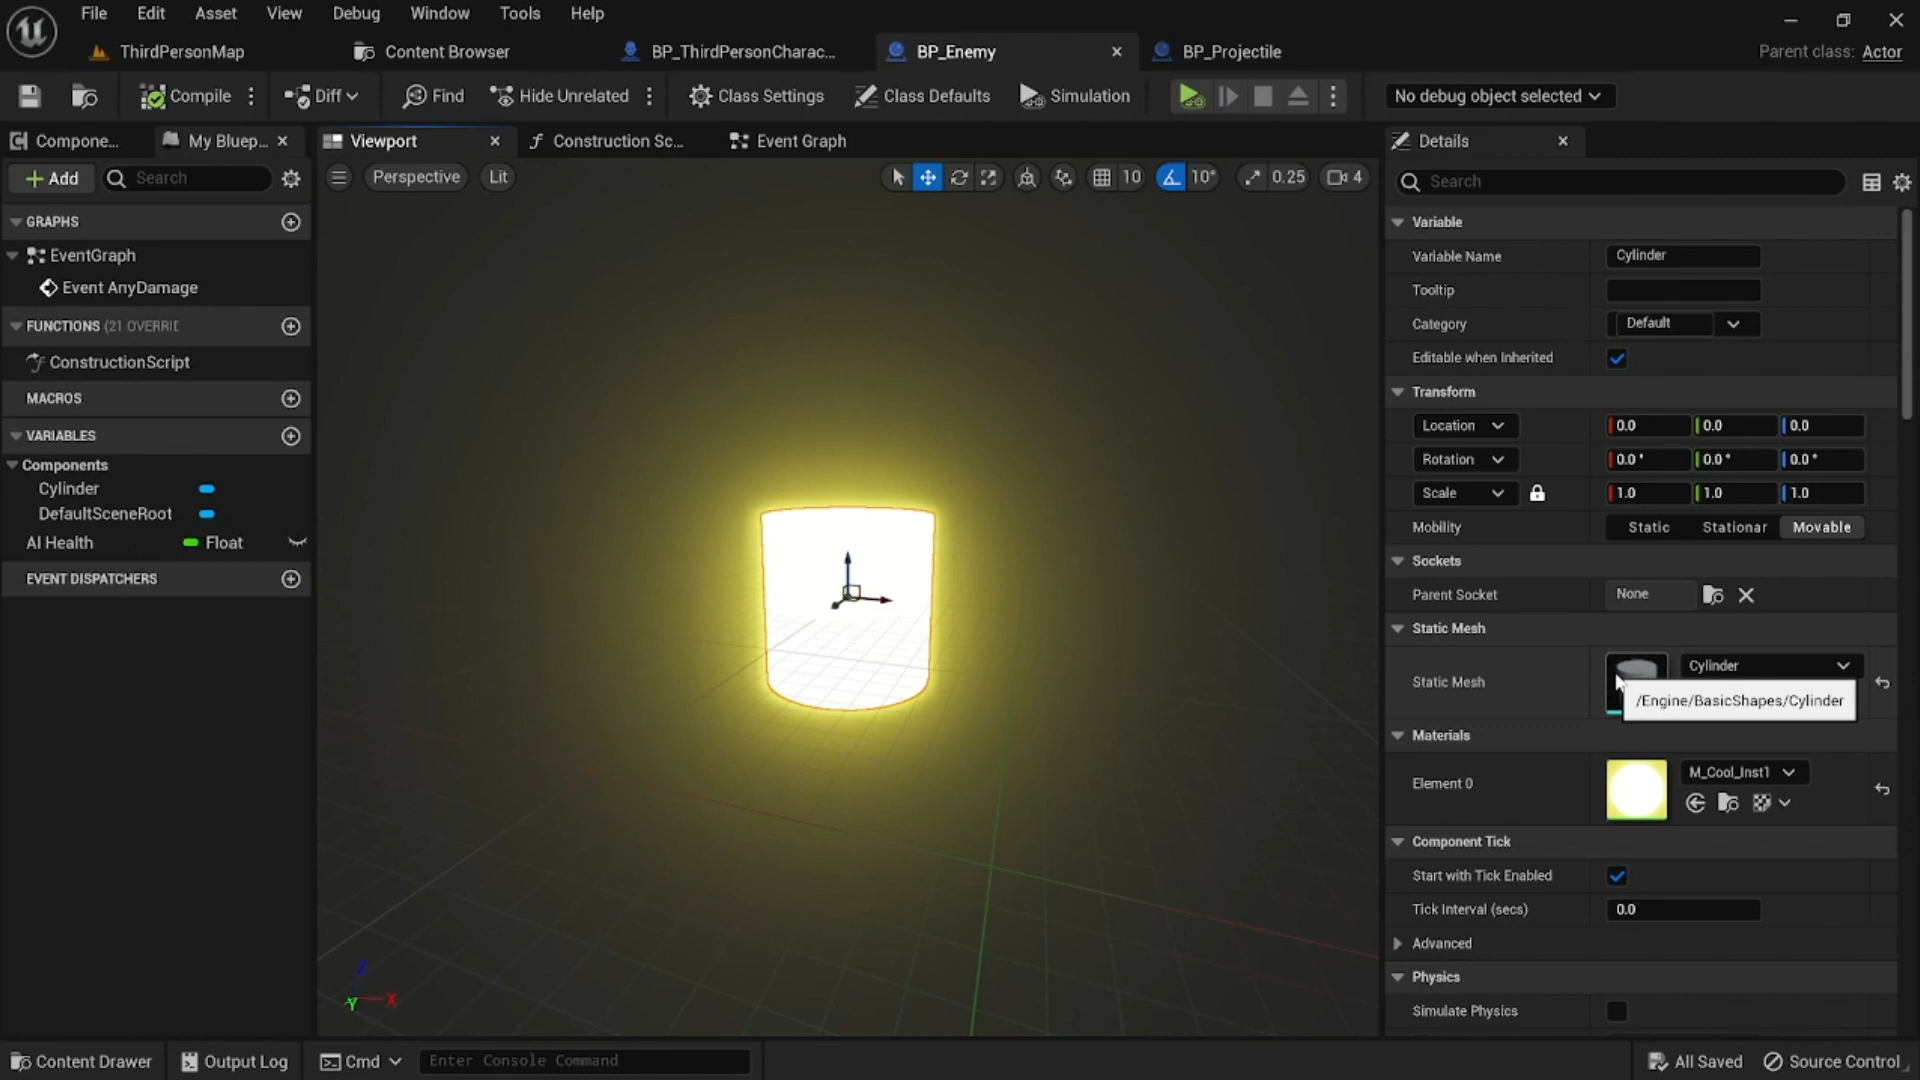 File Edit Asset View Debug Window Tools Help
ThirdPersonMap Content Browser BP_ThirdPersonCharac... BP_Enemy BP_Projectile Parent class: Actor
Compile Diff Find Hide Unrelated Class Settings Class Defaults Simulation No debug object selected
Compone... My Bluep... Viewport Construction Sc... Event Graph Details
Add Search Perspective Lit 10 10° 0.25 4 Search
GRAPHS
EventGraph
Event AnyDamage
FUNCTIONS (21 OVERRIE
ConstructionScript
MACROS
VARIABLES
Components
Cylinder
DefaultSceneRoot
AI Health Float
EVENT DISPATCHERS
Z
Y X
Variable
Variable Name Cylinder
Tooltip
Category Default
Editable when Inherited
Transform
Location 0.0 0.0 0.0
Rotation 0.0 ° 0.0 ° 0.0 °
Scale 1.0 1.0 1.0
Mobility Static Stationar Movable
Sockets
Parent Socket None
Static Mesh
Static Mesh Cylinder
/Engine/BasicShapes/Cylinder
Materials
Element 0 M_Cool_Inst1
Component Tick
Start with Tick Enabled
Tick Interval (secs) 0.0
Advanced
Physics
Simulate Physics
Content Drawer Output Log Cmd Enter Console Command All Saved Source Control